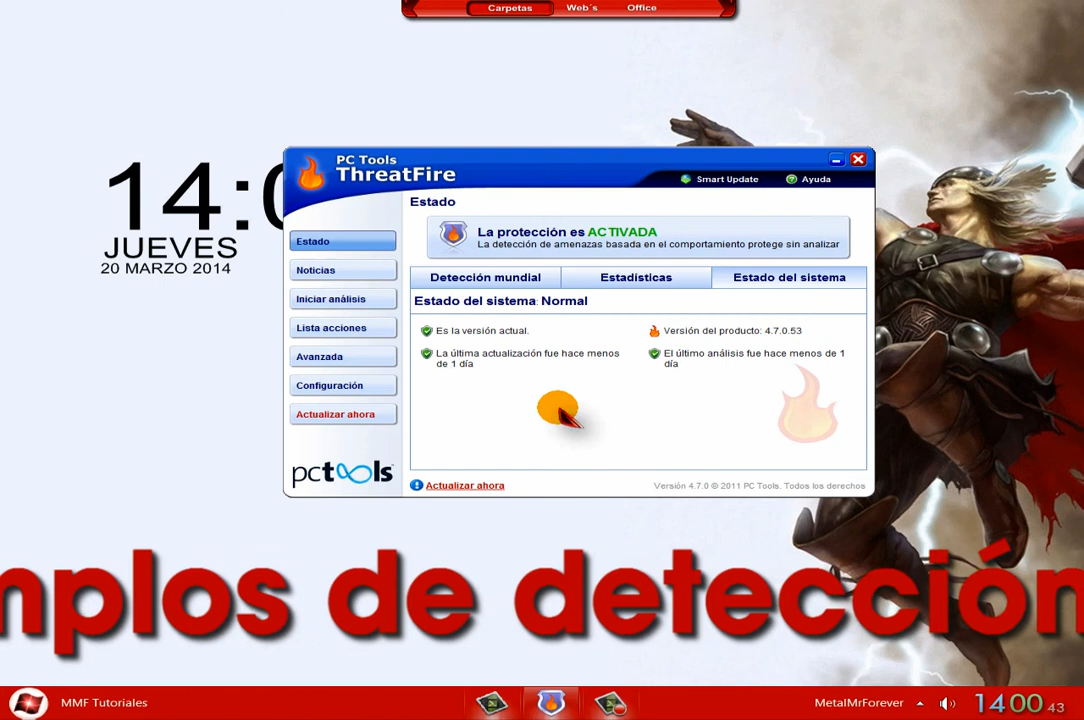 Carpetas Web´s Office
14:0
JUEVES
20 MARZO 2014
PC Tools
ThreatFire
Smart Update Ayuda
Estado
Noticias
Iniciar análisis
Lista acciones
Avanzada
Configuración
Actualizar ahora
pctools
Estado
La protección es ACTIVADA
La detección de amenazas basada en el comportamiento protege sin analizar
Detección mundial Estadísticas Estado del sistema
Estado del sistema: Normal
Es la versión actual.
Versión del producto: 4.7.0.53
La última actualización fue hace menos
de 1 día
El último análisis fue hace menos de 1
día
Actualizar ahora
Versión 4.7.0 © 2011 PC Tools. Todos los derechos
mplos de detección
MMF Tutoriales
MetalMrForever
14 00 43